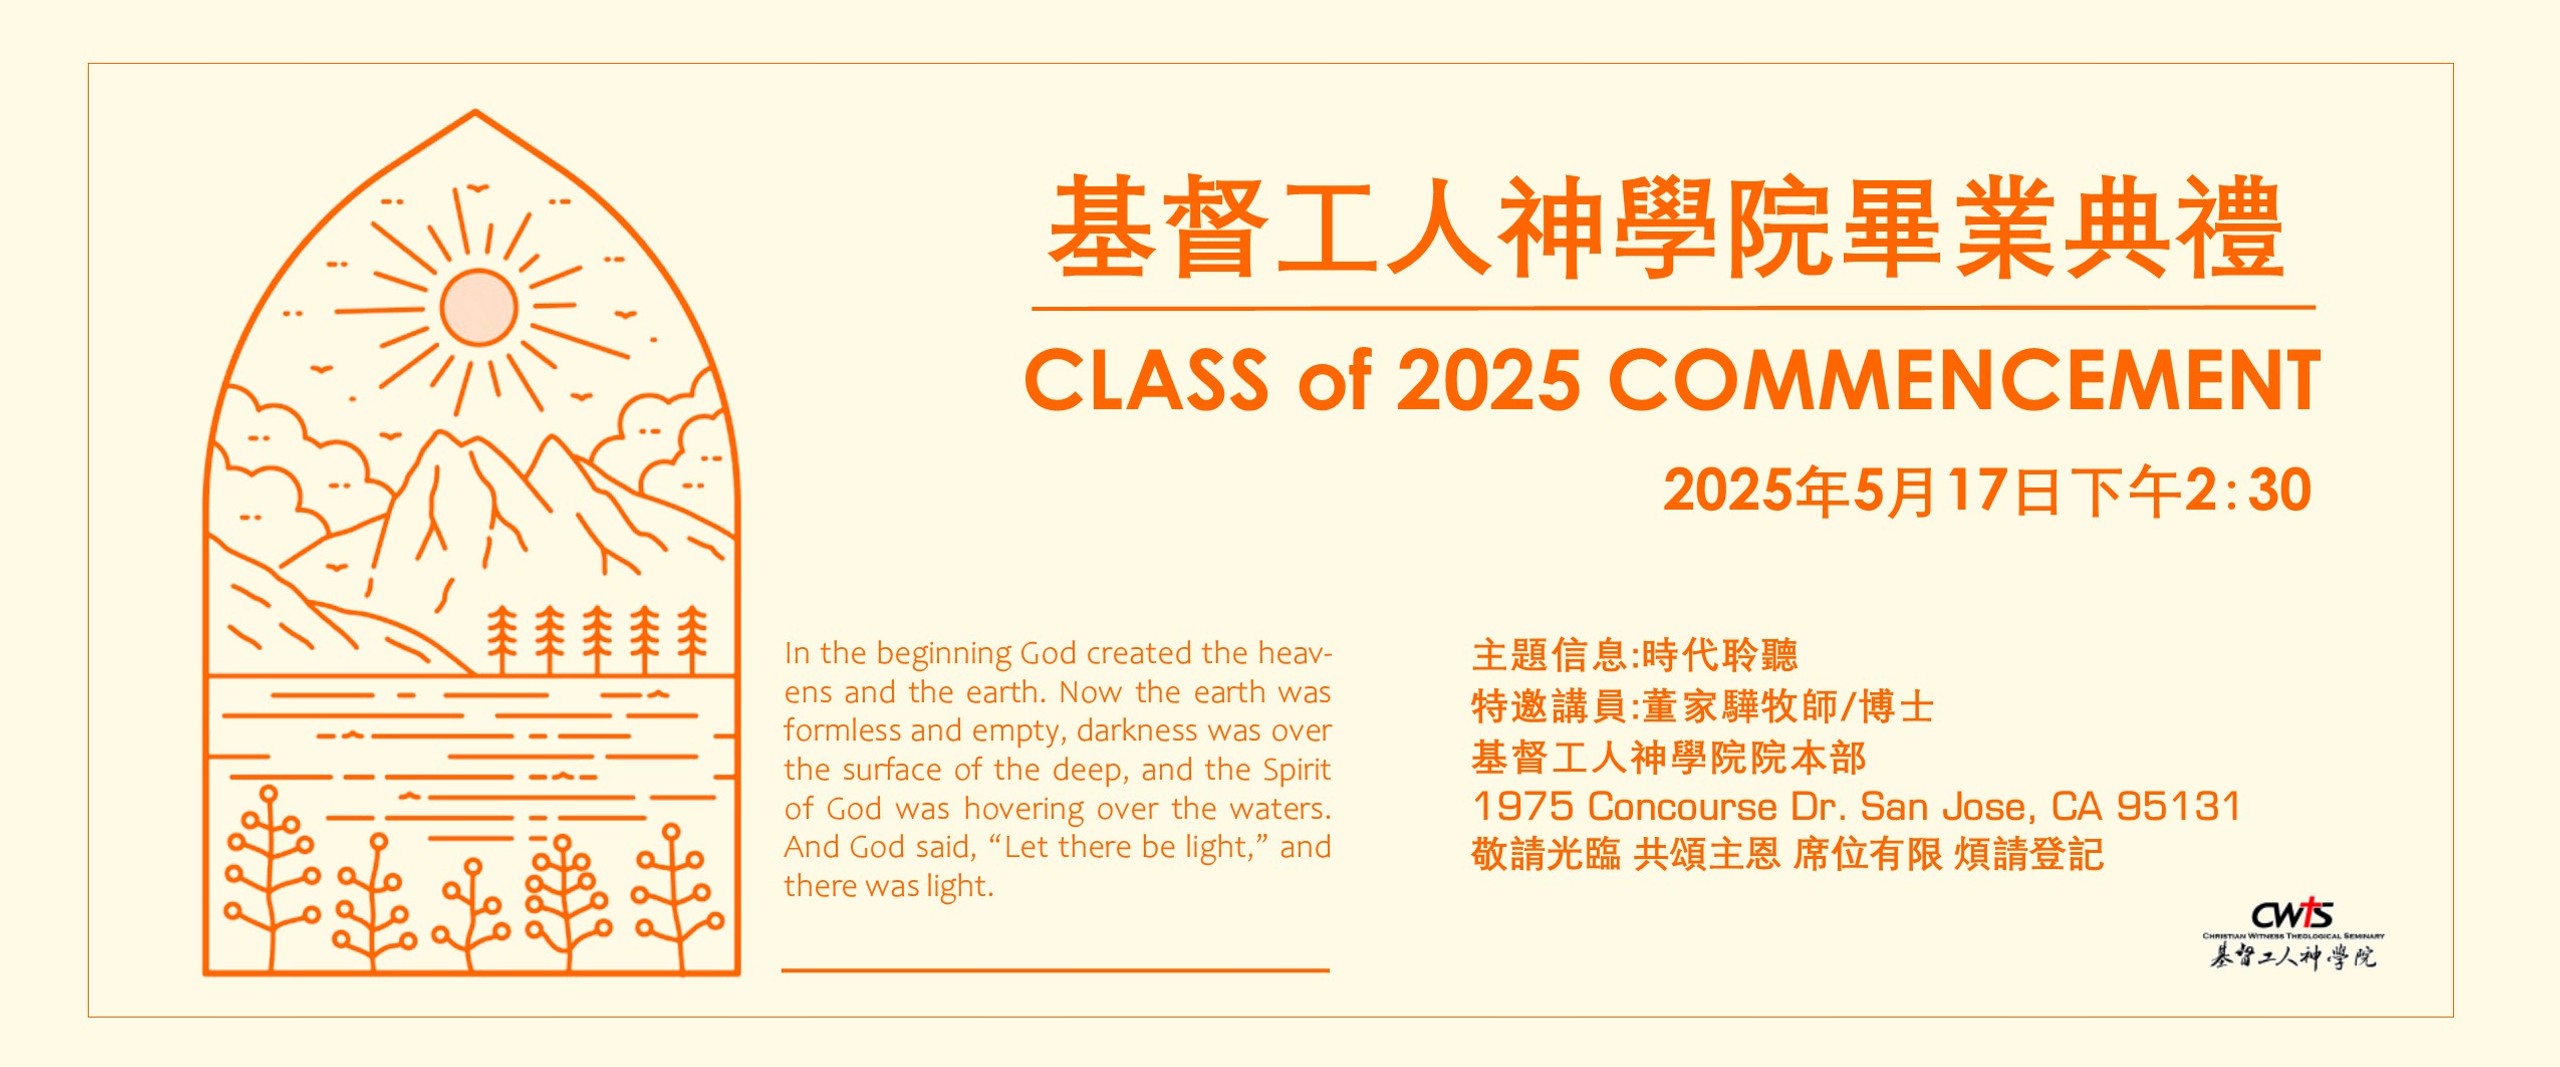 基督工人神學院畢業典禮
CLASS of 2025 COMMENCEMENT
2025年5月17日下午2:30
In the beginning God created the heav-
ens and the earth. Now the earth was
formless and empty, darkness was over
the surface of the deep, and the Spirit
of God was hovering over the waters.
And God said, “Let there be light,” and
there was light.
主題信息:時代聆聽
特邀講員:董家驊牧師/博士
基督工人神學院院本部
1975 Concourse Dr. San Jose, CA 95131
敬請光臨 共頌主恩 席位有限 煩請登記
CWTS
CHRISTIAN WITNESS THEOLOGICAL SEMINARY
基督工人神學院